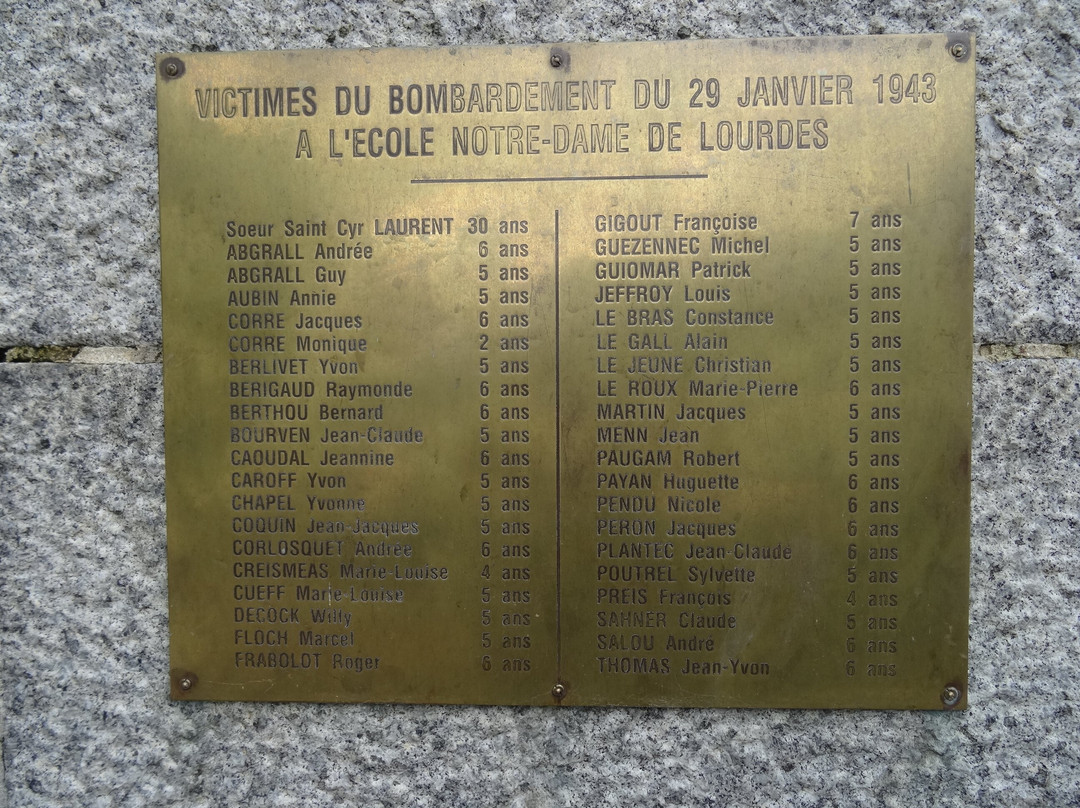 VICTIMES DU BOMBARDEMENT DU 29 JANVIER 1943
A L'ECOLE NOTRE-DAME DE LOURDES
Soeur Saint Cyr LAURENT 30 ans
ABGRALL Andrée 6 ans
ABGRALL Guy 5 ans
AUBIN Annie 5 ans
CORRE Jacques 6 ans
CORRE Monique 2 ans
BERLIVET Yvon 5 ans
BERIGAUD Raymonde 6 ans
BERTHOU Bernard 6 ans
BOURVEN Jean-Claude 5 ans
CAOUDAL Jeannine 6 ans
CAROFF Yvon 5 ans
CHAPEL Yvonne 5 ans
COQUIN Jean-Jacques 5 ans
CORLOSQUET Andrée 6 ans
CREISMEAS Marie-Louise 4 ans
CUEFF Marie-Louise 5 ans
DECOCK Willy 5 ans
FLOCH Marcel 5 ans
FRABOLOT Roger 6 ans
GIGOUT Françoise 7 ans
GUEZENNEC Michel 5 ans
GUIOMAR Patrick 5 ans
JEFFROY Louis 5 ans
LE BRAS Constance 5 ans
LE GALL Alain 5 ans
LE JEUNE Christian 5 ans
LE ROUX Marie-Pierre 6 ans
MARTIN Jacques 5 ans
MENN Jean 5 ans
PAUGAM Robert 5 ans
PAYAN Huguette 6 ans
PENDU Nicole 6 ans
PERON Jacques 6 ans
PLANTEC Jean-Claude 6 ans
POUTREL Sylvette 5 ans
PREIS François 4 ans
SAHNER Claude 5 ans
SALOU André 6 ans
THOMAS Jean-Yvon 6 ans